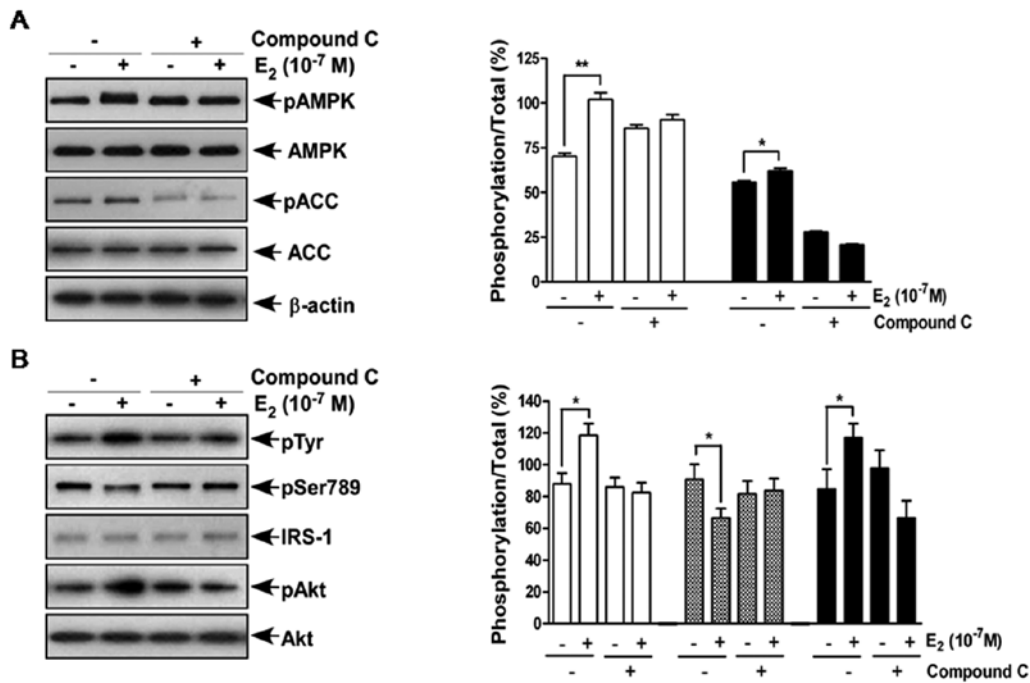 A
- + Compound C
- + - + E2 (10-7 M)
pAMPK
AMPK
pACC
ACC
β-actin
Phosphorylation/Total (%)
125
100
75
50
25
0
**
*
- + - + - + - + E2 (10-7M)
- + - + Compound C
B
- + Compound C
- + - + E2 (10-7 M)
pTyr
pSer789
IRS-1
pAkt
Akt
Phosphorylation/Total (%)
140
120
100
80
60
40
20
0
*
*
*
- + - + - + - + - + - + E2 (10-7M)
- + - + - + Compound C